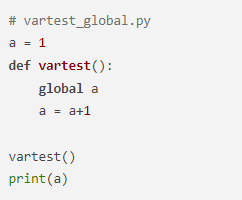 # vartest_global.py
a = 1
def vartest():
    global a
    a = a+1

vartest()
print(a)